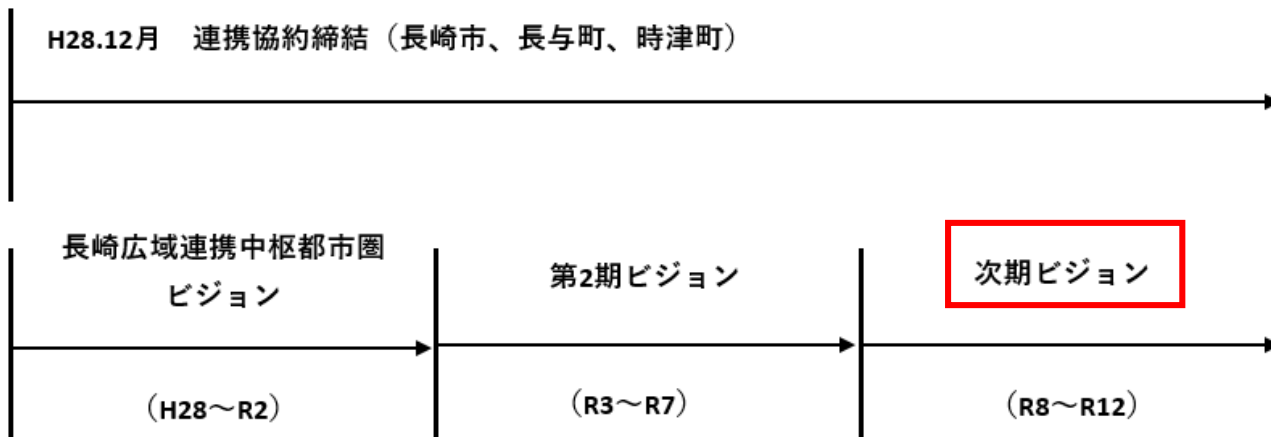 H28.12月　連携協約締結（長崎市、長与町、時津町）
長崎広域連携中枢都市圏
ビジョン
第2期ビジョン
次期ビジョン
（H28～R2）
（R3～R7）
（R8～R12）